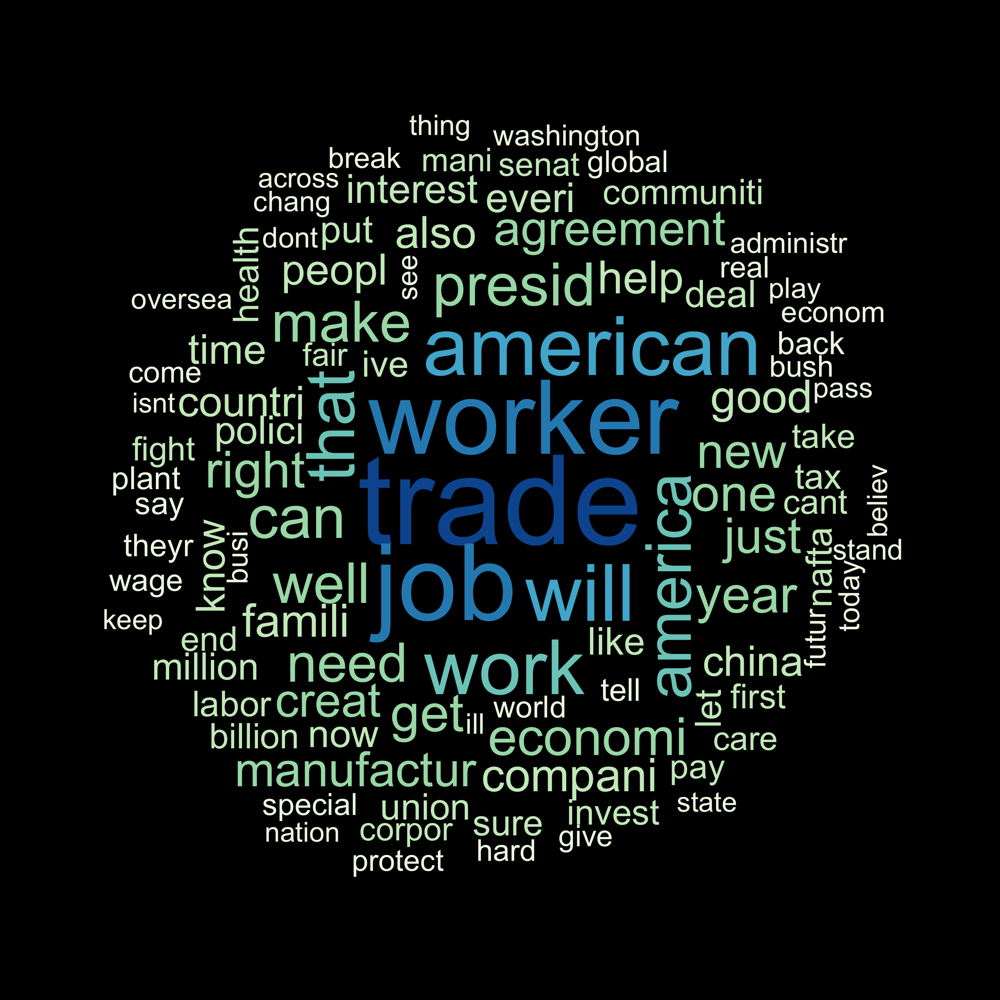 thing
washington
break
mani
senat
global
across
chang
interest
everi
communiti
dont
put
also
agreement
administr
health
peopl
see
presid
help
deal
real
play
oversea
make
econom
time
fair
ive
american
back
bush
come
that
worker
good
pass
isnt
countri
polici
new
take
fight
right
trade
one
tax
cant
believ
plant
say
can
america
just
stand
theyr
know
busi
well
job
will
year
nafta
today
wage
keep
famili
like
futur
end
million
need
work
china
tell
let
first
labor
creat
get
ill
world
economi
care
billion
now
manufactur
compani
pay
special
union
invest
state
nation
corpor
sure
give
hard
protect